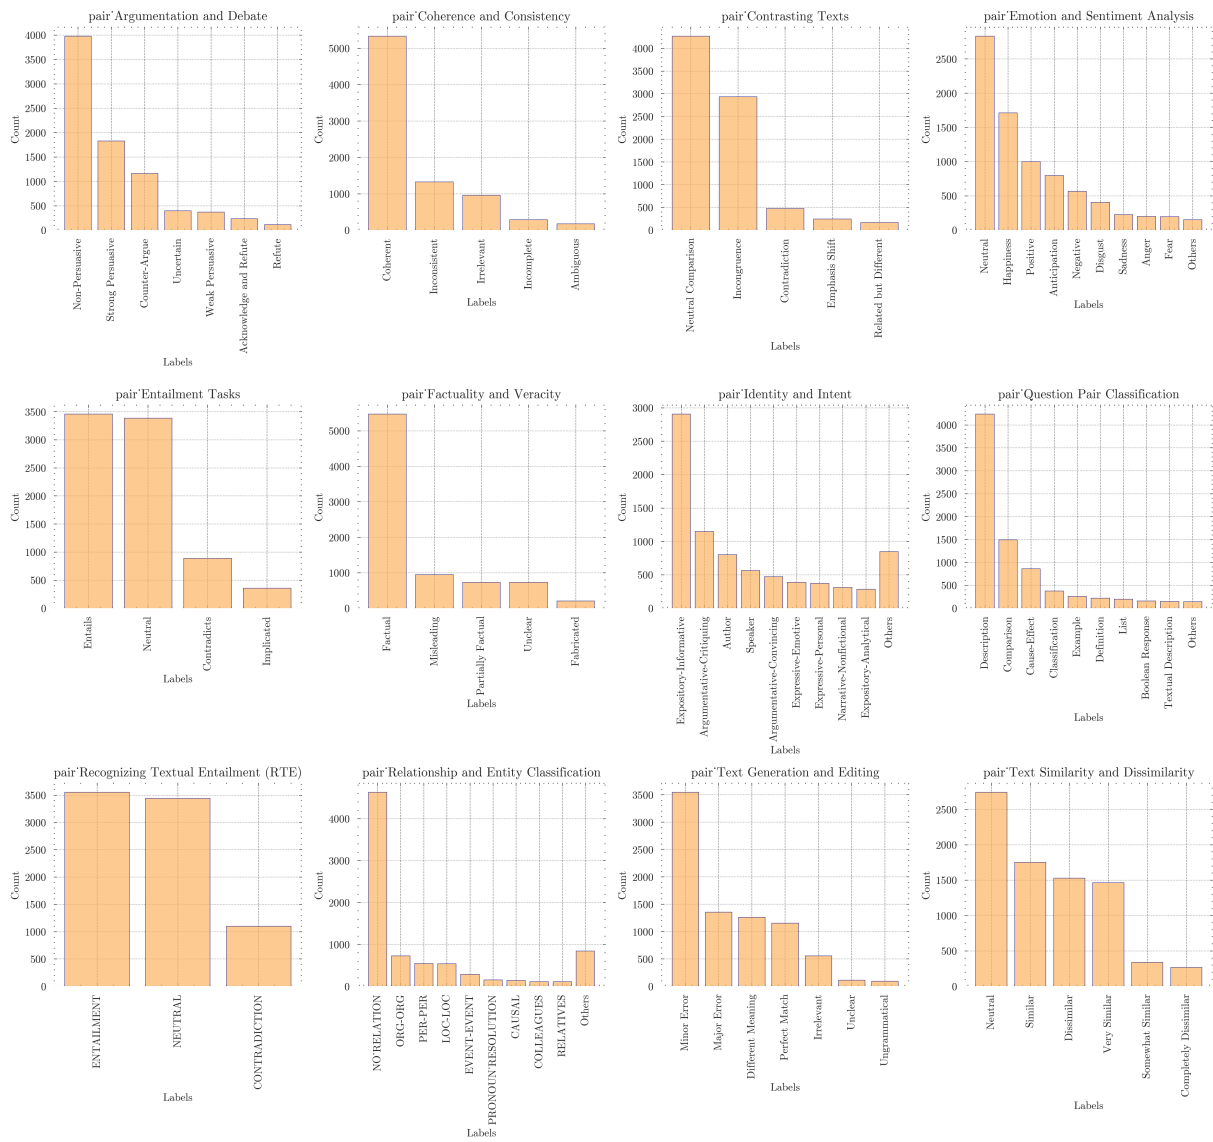 pair˙Argumentation and Debate
4000
3500
3000
2500
2000
1500
1000
500
0
Count
Non-Persuasive
Strong Persuasive
Counter-Argue
Uncertain
Weak Persuasive
Acknowledge and Refute
Refute
Labels
pair˙Coherence and Consistency
5000
4000
3000
2000
1000
0
Count
Coherent
Inconsistent
Irrelevant
Incomplete
Ambiguous
Labels
pair˙Contrasting Texts
4000
3500
3000
2500
2000
1500
1000
500
0
Count
Neutral Comparison
Incongruence
Contradiction
Emphasis Shift
Related but Different
Labels
pair˙Emotion and Sentiment Analysis
2500
2000
1500
1000
500
0
Count
Neutral
Happiness
Positive
Anticipation
Negative
Disgust
Sadness
Anger
Fear
Others
Labels
pair˙Entailment Tasks
3500
3000
2500
2000
1500
1000
500
0
Count
Entails
Neutral
Contradicts
Implicated
Labels
pair˙Factuality and Veracity
5000
4000
3000
2000
1000
0
Count
Factual
Misleading
Partially Factual
Unclear
Fabricated
Labels
pair˙Identity and Intent
3000
2500
2000
1500
1000
500
0
Count
Expository-Informative
Argumentative-Critiquing
Author
Speaker
Argumentative-Convincing
Expressive-Emotive
Expressive-Personal
Narrative-Nonfictional
Expository-Analytical
Others
Labels
pair˙Question Pair Classification
4000
3500
3000
2500
2000
1500
1000
500
0
Count
Description
Comparison
Cause-Effect
Classification
Example
Definition
List
Boolean Response
Textual Description
Others
Labels
pair˙Recognizing Textual Entailment (RTE)
3500
3000
2500
2000
1500
1000
500
0
Count
ENTAILMENT
NEUTRAL
CONTRADICTION
Labels
pair˙Relationship and Entity Classification
4000
3000
2000
1000
0
Count
NO˙RELATION
ORG-ORG
PER-PER
LOC-LOC
EVENT-EVENT
PRONOUN˙RESOLUTION
CAUSAL
COLLEAGUES
RELATIVES
Others
Labels
pair˙Text Generation and Editing
3500
3000
2500
2000
1500
1000
500
0
Count
Minor Error
Major Error
Different Meaning
Perfect Match
Irrelevant
Unclear
Ungrammatical
Labels
pair˙Text Similarity and Dissimilarity
2500
2000
1500
1000
500
0
Count
Neutral
Similar
Dissimilar
Very Similar
Somewhat Similar
Completely Dissimilar
Labels